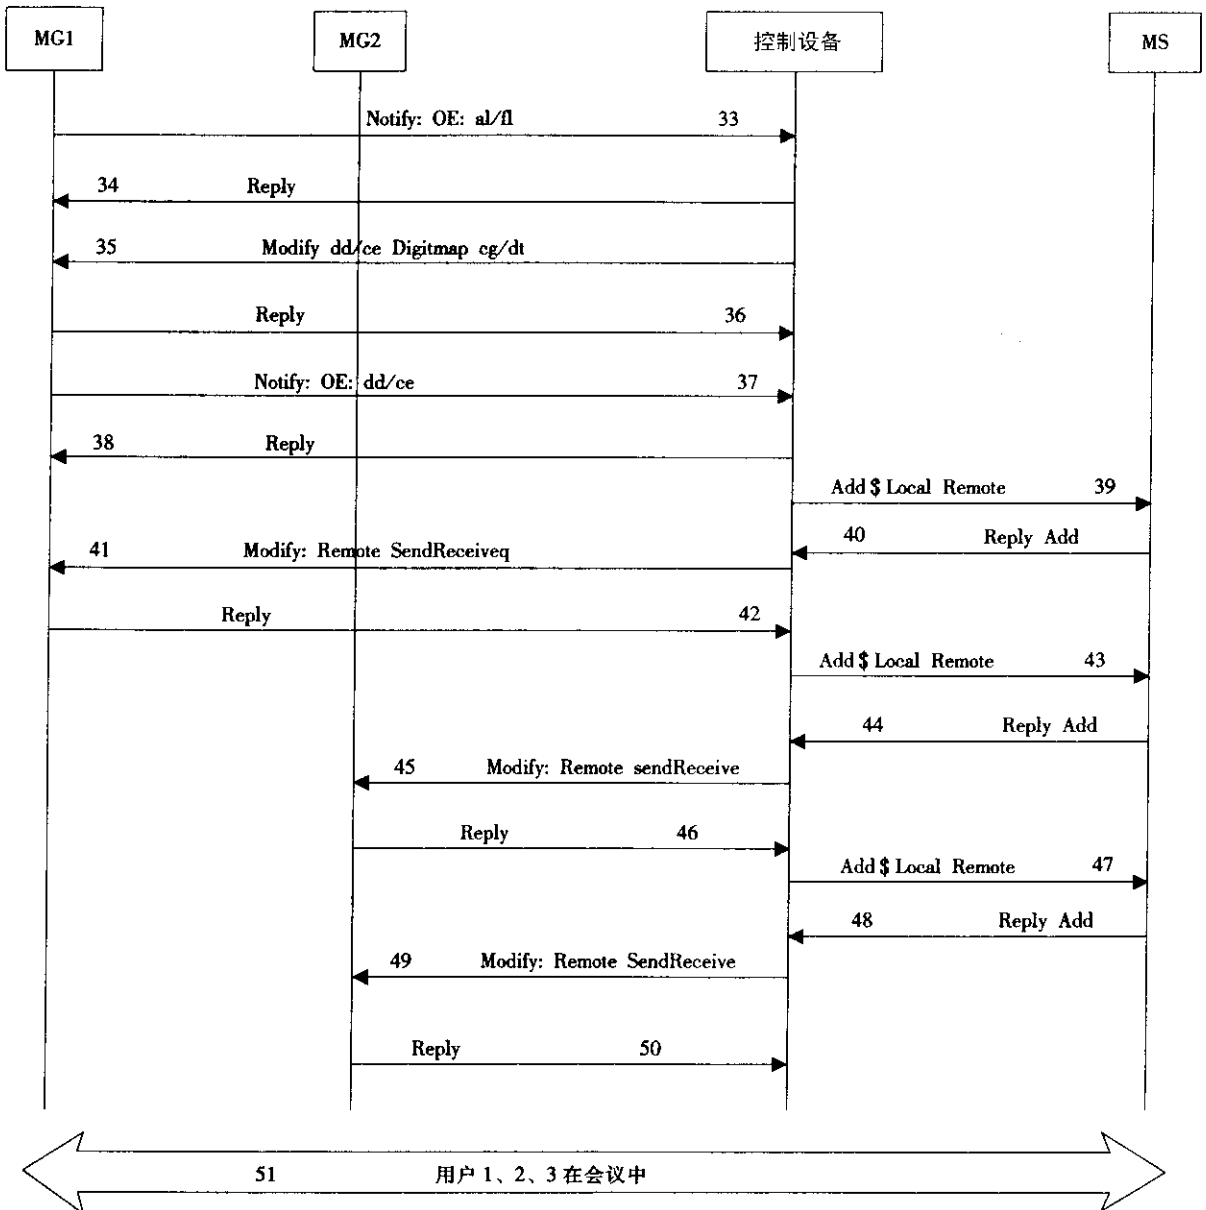 MG1 MG2 控制设备 MS
Notify: OE: al/fl 33
34 Reply
35 Modify dd/ce Digitmap cg/dt
Reply 36
Notify: OE: dd/ce 37
38 Reply
Add $ Local Remote 39
40 Reply Add
41 Modify: Remote SendReceiveq
Reply 42
Add $ Local Remote 43
44 Reply Add
45 Modify: Remote sendReceive
Reply 46
Add $ Local Remote 47
48 Reply Add
49 Modify: Remote SendReceive
Reply 50
51 用户 1、2、3 在会议中